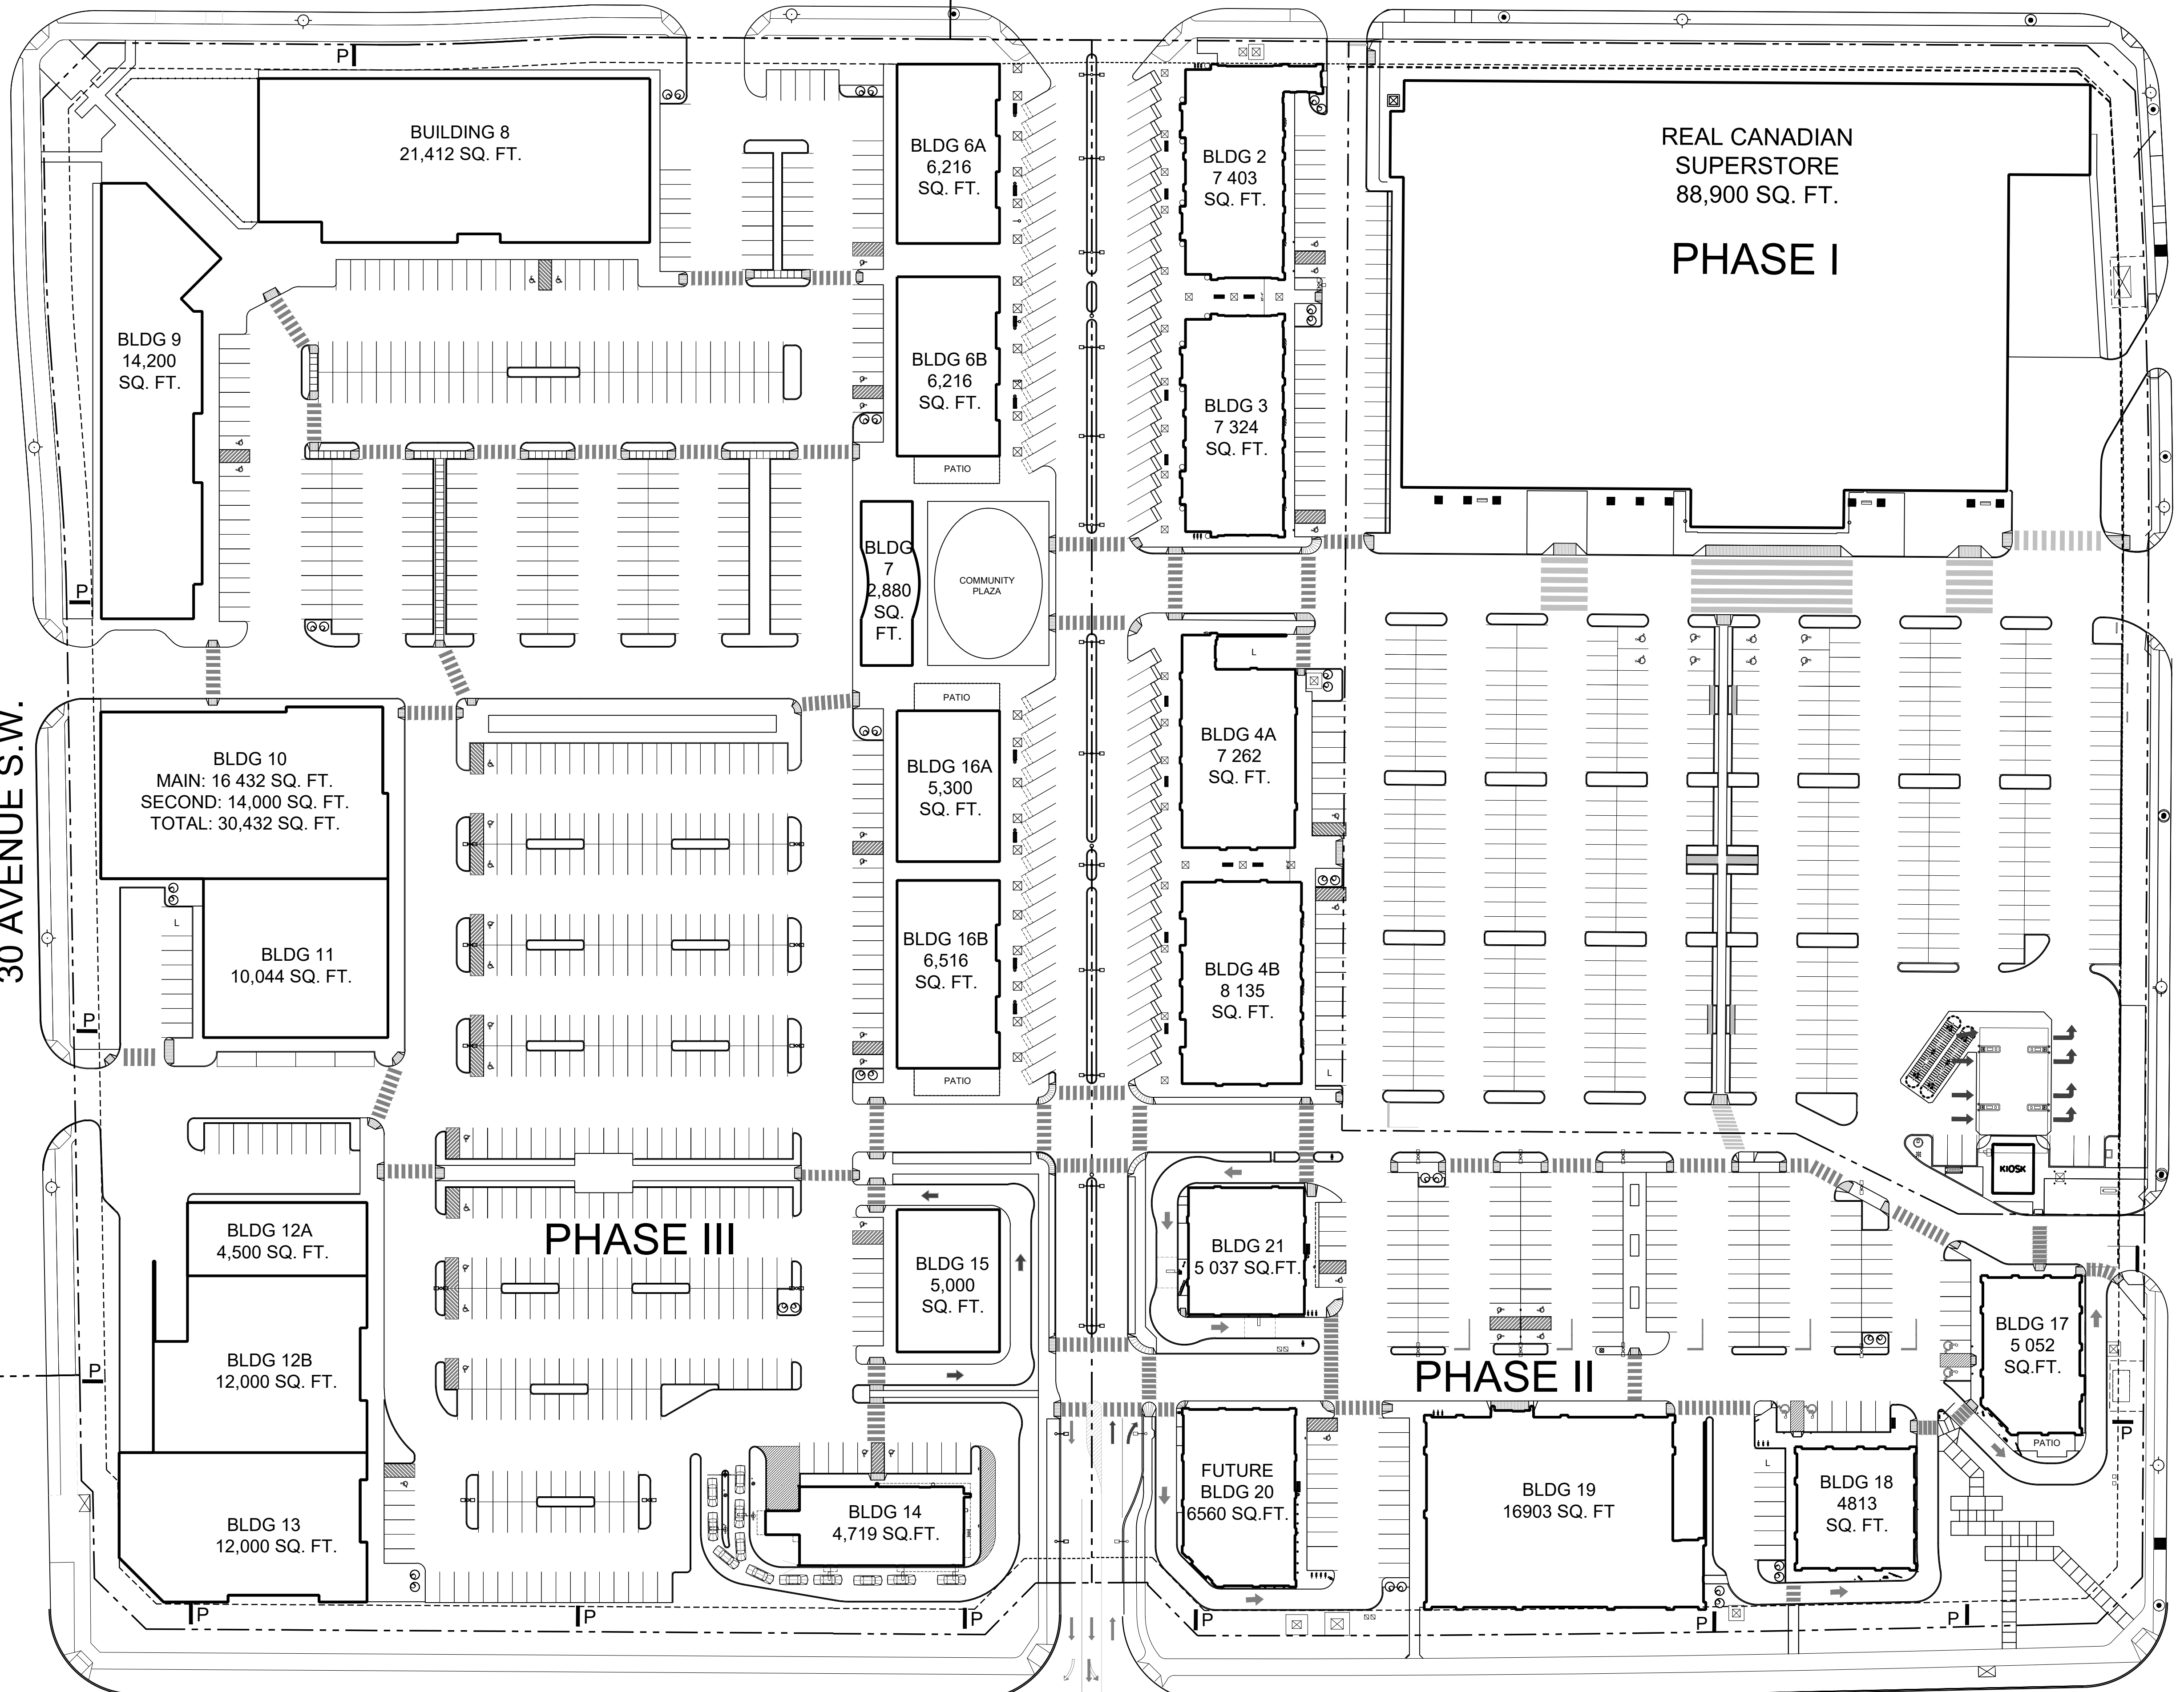 P
BUILDING 8
21,412 SQ. FT.
BLDG 6A
6,216
SQ. FT.
BLDG 2
7 403
SQ. FT.
REAL CANADIAN
SUPERSTORE
88,900 SQ. FT.
PHASE I
BLDG 9
14,200
SQ. FT.
BLDG 6B
6,216
SQ. FT.
PATIO
BLDG 3
7 324
SQ. FT.
P
BLDG
7
2,880
SQ.
FT.
COMMUNITY
PLAZA
L
PATIO
30 AVENUE S.W.
BLDG 10
MAIN: 16 432 SQ. FT.
SECOND: 14,000 SQ. FT.
TOTAL: 30,432 SQ. FT.
BLDG 16A
5,300
SQ. FT.
BLDG 4A
7 262
SQ. FT.
L
BLDG 11
10,044 SQ. FT.
BLDG 16B
6,516
SQ. FT.
BLDG 4B
8 135
SQ. FT.
P
PATIO
L
KIOSK
BLDG 12A
4,500 SQ. FT.
PHASE III
BLDG 15
5,000
SQ. FT.
BLDG 21
5 037 SQ.FT.
BLDG 17
5 052
SQ.FT.
PATIO
P
P
BLDG 12B
12,000 SQ. FT.
PHASE II
BLDG 13
12,000 SQ. FT.
BLDG 14
4,719 SQ.FT.
FUTURE
BLDG 20
6560 SQ.FT.
BLDG 19
16903 SQ. FT
L
BLDG 18
4813
SQ. FT.
P
P
P
P
P
P